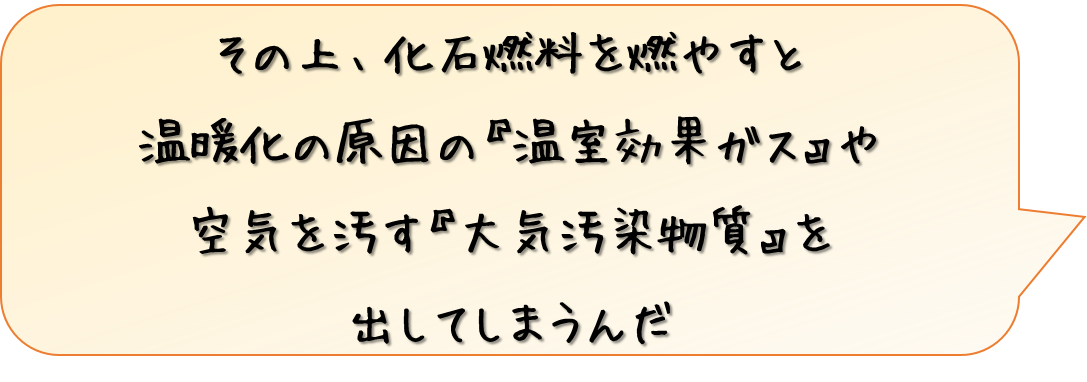 その上、化石燃料を燃やすと
温暖化の原因の『温室効果ガス』や
空気を汚す『大気汚染物質』を
出してしまうんだ